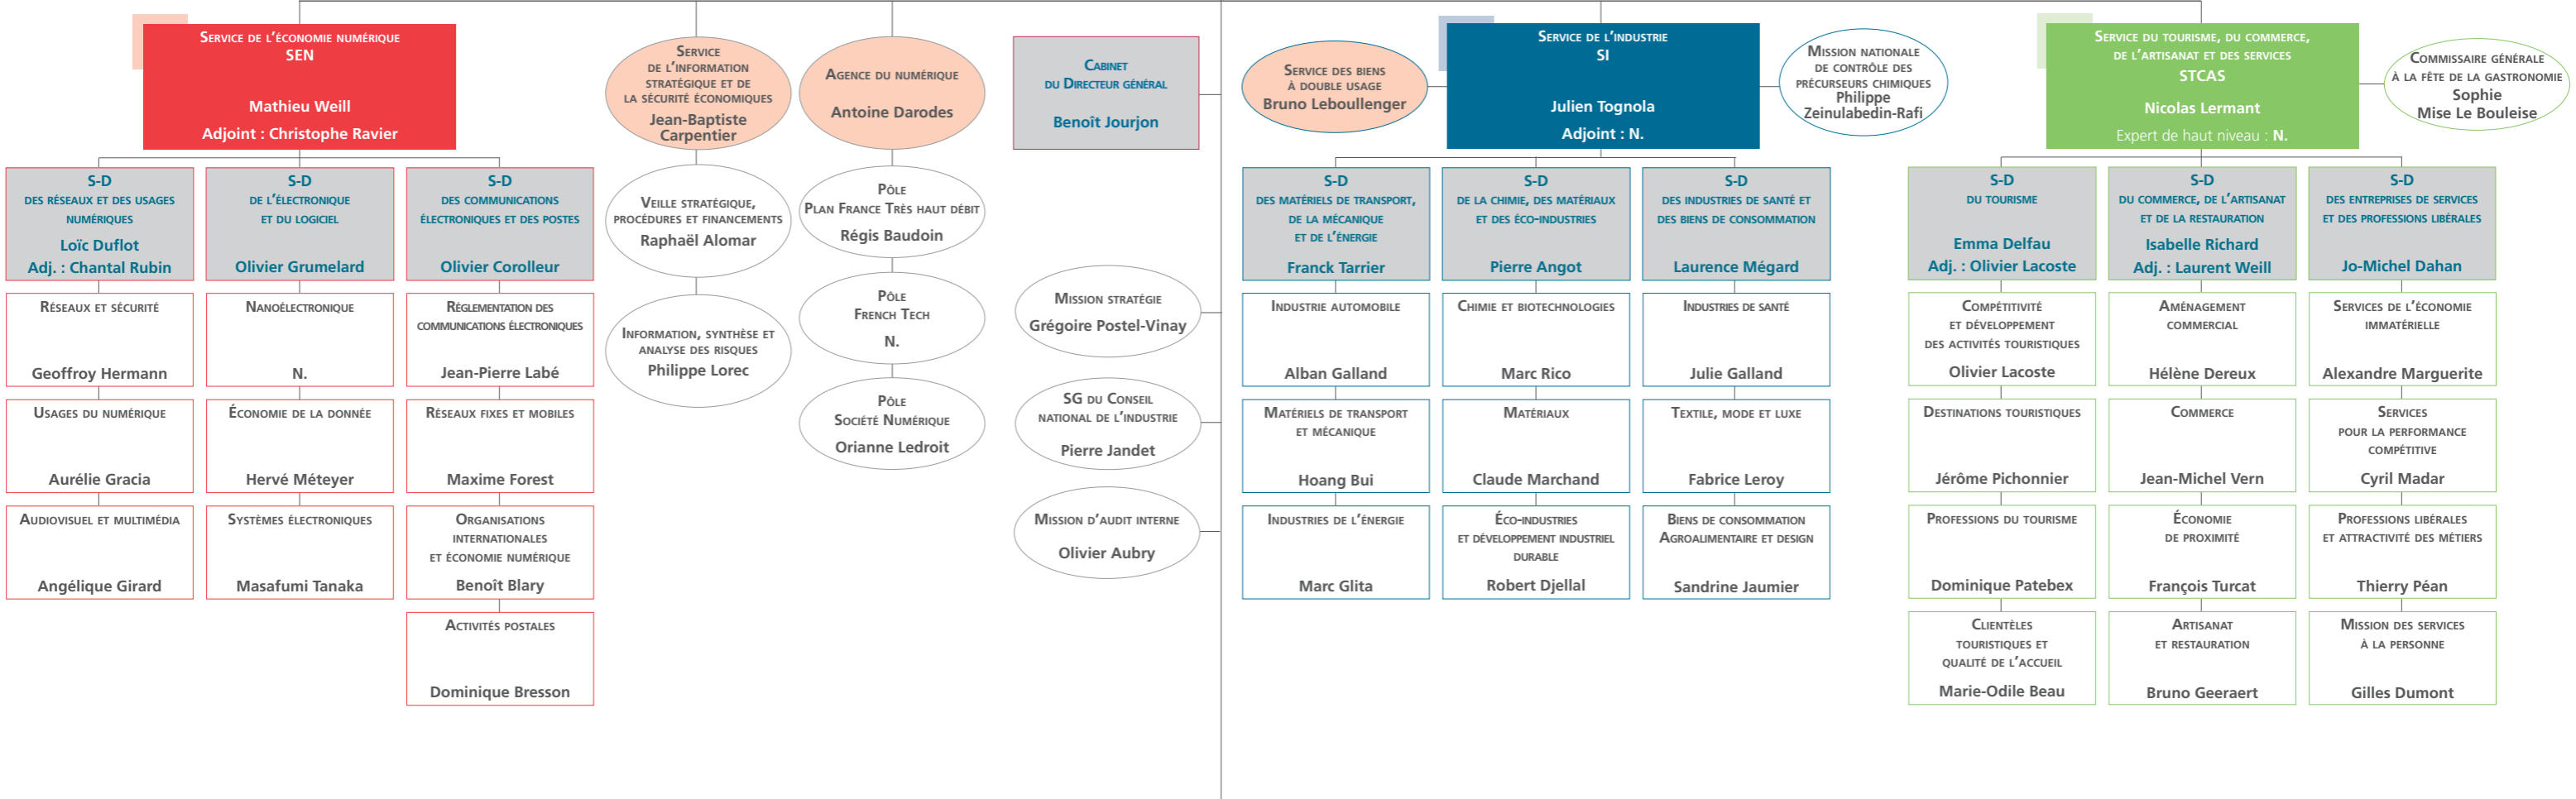 Service de l'économie numérique
SEN
Mathieu Weill
Adjoint : Christophe Ravier
S-D
des réseaux et des usages
numériques
Loïc Duflot
Adj. : Chantal Rubin
Réseaux et sécurité
Geoffroy Hermann
Usages du numérique
Aurélie Gracia
Audiovisuel et multimédia
Angélique Girard
S-D
de l'électronique
et du logiciel
Olivier Grumelard
Nanoélectronique
N.
Économie de la donnée
Hervé Méteyer
Systèmes électroniques
Masafumi Tanaka
S-D
des communications
électroniques et des postes
Olivier Corolleur
Réglementation des
communications électroniques
Jean-Pierre Labé
Réseaux fixes et mobiles
Maxime Forest
Organisations
internationales
et économie numérique
Benoît Blary
Activités postales
Dominique Bresson
Service
de l'information
stratégique et de
la sécurité économiques
Jean-Baptiste
Carpentier
Veille stratégique,
procédures et financements
Raphaël Alomar
Information, synthèse et
analyse des risques
Philippe Lorec
Agence du numérique
Antoine Darodes
Pôle
Plan France Très haut débit
Régis Baudoin
Pôle
French Tech
N.
Pôle
Société Numérique
Orianne Ledroit
Cabinet
du Directeur général
Benoît Jourjon
Mission stratégie
Grégoire Postel-Vinay
SG du Conseil
national de l'industrie
Pierre Jandet
Mission d'audit interne
Olivier Aubry
Service des biens
à double usage
Bruno Leboullenger
Service de l'industrie
SI
Julien Tognola
Adjoint : N.
Mission nationale
de contrôle des
précurseurs chimiques
Philippe
Zeinulabedin-Rafi
S-D
des matériels de transport,
de la mécanique
et de l'énergie
Franck Tarrier
Industrie automobile
Alban Galland
Matériels de transport
et mécanique
Hoang Bui
Industries de l'énergie
Marc Glita
S-D
de la chimie, des matériaux
et des éco-industries
Pierre Angot
Chimie et biotechnologies
Marc Rico
Matériaux
Claude Marchand
Éco-industries
et développement industriel
durable
Robert Djellal
S-D
des industries de santé et
des biens de consommation
Laurence Mégard
Industries de santé
Julie Galland
Textile, mode et luxe
Fabrice Leroy
Biens de consommation
Agroalimentaire et design
Sandrine Jaumier
Service du tourisme, du commerce,
de l'artisanat et des services
STCAS
Nicolas Lermant
Expert de haut niveau : N.
Commissaire générale
à la fête de la gastronomie
Sophie
Mise Le Bouleise
S-D
du tourisme
Emma Delfau
Adj. : Olivier Lacoste
Compétitivité
et développement
des activités touristiques
Olivier Lacoste
Destinations touristiques
Jérôme Pichonnier
Professions du tourisme
Dominique Patebex
Clientèles
touristiques et
qualité de l'accueil
Marie-Odile Beau
S-D
du commerce, de l'artisanat
et de la restauration
Isabelle Richard
Adj. : Laurent Weill
Aménagement
commercial
Hélène Dereux
Commerce
Jean-Michel Vern
Économie
de proximité
François Turcat
Artisanat
et restauration
Bruno Geeraert
S-D
des entreprises de services
et des professions libérales
Jo-Michel Dahan
Services de l'économie
immatérielle
Alexandre Marguerite
Services
pour la performance
compétitive
Cyril Madar
Professions libérales
et attractivité des métiers
Thierry Péan
Mission des services
à la personne
Gilles Dumont